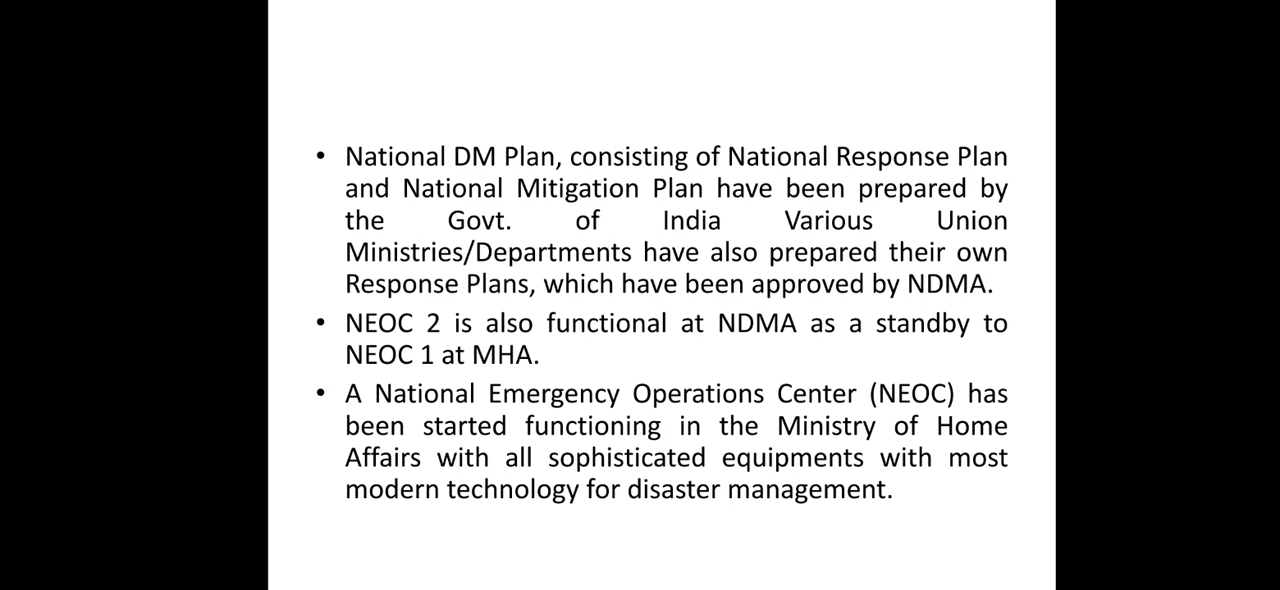 • National DM Plan, consisting of National Response Plan
and National Mitigation Plan have been prepared by
the Govt. of India Various Union
Ministries/Departments have also prepared their own
Response Plans, which have been approved by NDMA.
• NEOC 2 is also functional at NDMA as a standby to
NEOC 1 at MHA.
• A National Emergency Operations Center (NEOC) has
been started functioning in the Ministry of Home
Affairs with all sophisticated equipments with most
modern technology for disaster management.